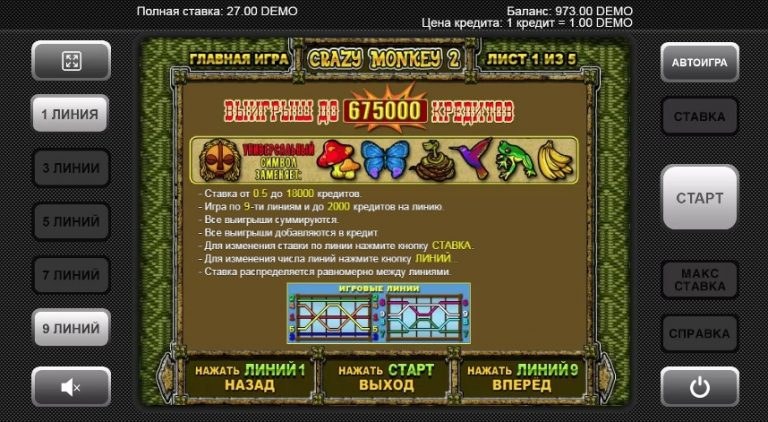 Полная ставка: 27.00 DEMO
Баланс: 973.00 DEMO
Цена кредита: 1 кредит = 1.00 DEMO
ГЛАВНАЯ ИГРА
CRAZY MONKEY 2
ЛИСТ 1 ИЗ 5
АВТОИГРА
1 ЛИНИЯ
ВЫИГРЫШ ДО 675000 КРЕДИТОВ
СТАВКА
УНИВЕРСАЛЬНЫЙ
СИМВОЛ
ЗАМЕНЯЕТ:
3 ЛИНИИ
- Ставка от 0.5 до 18000 кредитов.
- Игра по 9-ти линиям и до 2000 кредитов на линию.
- Все выигрыши суммируются.
- Все выигрыши добавляются в кредит.
- Для изменения ставки по линии нажмите кнопку СТАВКА.
- Для изменения числа линий нажмите кнопку ЛИНИЙ...
- Ставка распределяется равномерно между линиями.
СТАРТ
5 ЛИНИЙ
7 ЛИНИЙ
МАКС
СТАВКА
ИГРОВЫЕ ЛИНИИ
9 ЛИНИЙ
СПРАВКА
НАЖАТЬ ЛИНИЙ 1
НАЗАД
НАЖАТЬ СТАРТ
ВЫХОД
НАЖАТЬ ЛИНИЙ 9
ВПЕРЁД